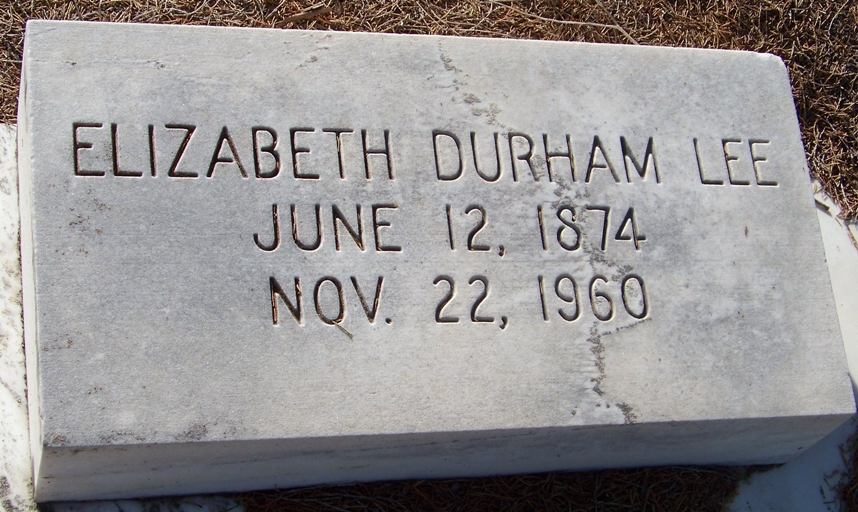 ELIZABETH DURHAM LEE
JUNE 12, 1874
NOV. 22, 1960